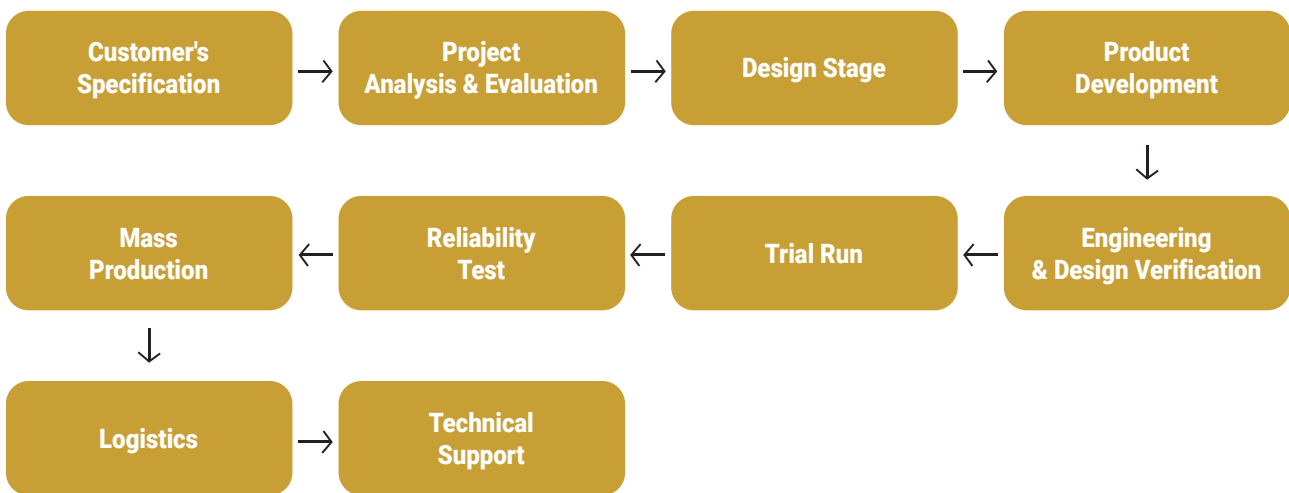 Customer's
Specification
Project
Analysis & Evaluation
Design Stage
Product
Development
Mass
Production
Reliability
Test
Trial Run
Engineering
& Design Verification
Logistics
Technical
Support